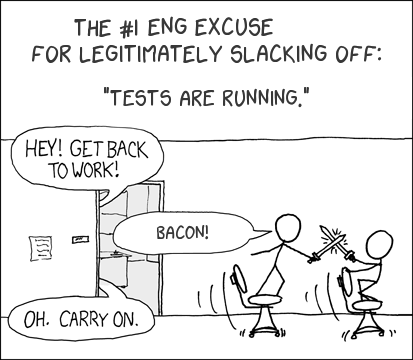 THE #1 ENG EXCUSE
FOR LEGITIMATELY SLACKING OFF:
"TESTS ARE RUNNING."
HEY! GET BACK
TO WORK!
BACON!
OH. CARRY ON.